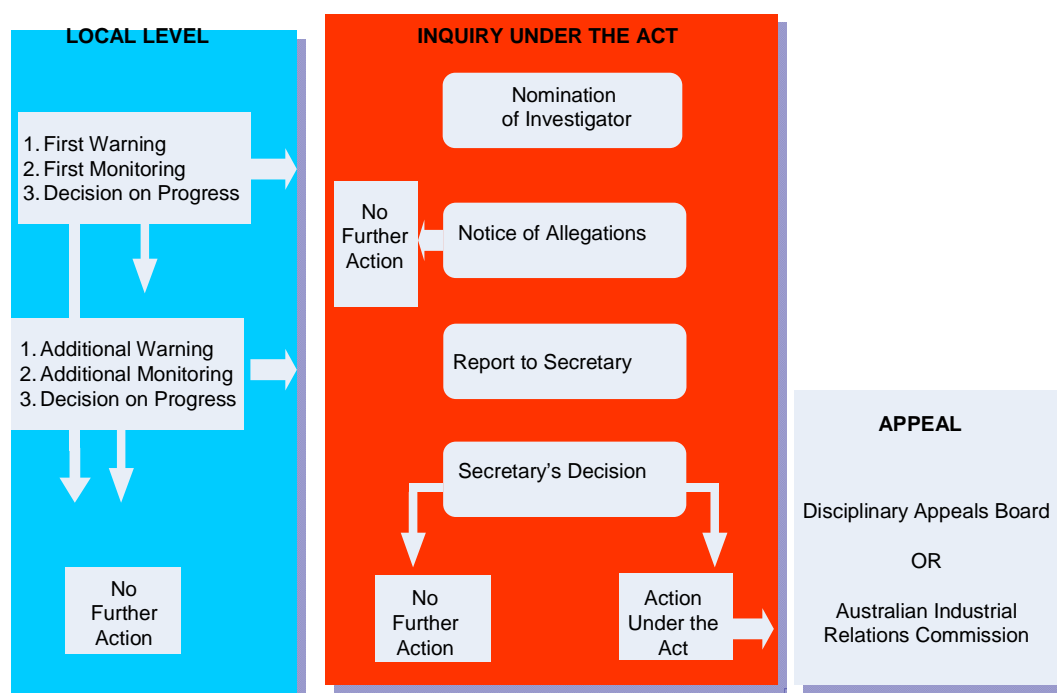 LOCAL LEVEL
1. First Warning
2. First Monitoring
3. Decision on Progress
1. Additional Warning
2. Additional Monitoring
3. Decision on Progress
No
Further
Action
INQUIRY UNDER THE ACT
Nomination
of Investigator
No
Further
Action
Notice of Allegations
Report to Secretary
Secretary’s Decision
No
Further
Action
Action
Under the
Act
APPEAL
Disciplinary Appeals Board
OR
Australian Industrial
Relations Commission